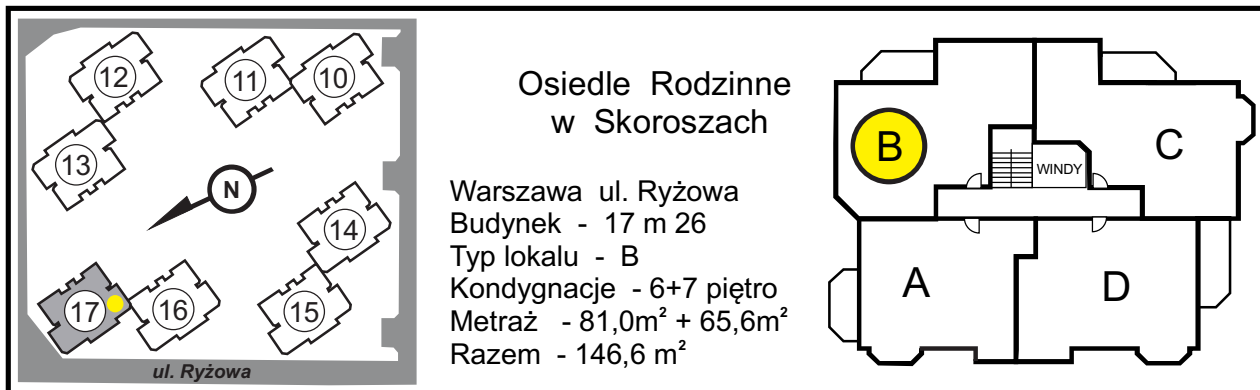 12
11
10
13
N
14
17
16
15
ul. Ryżowa
Osiedle Rodzinne
w Skoroszach
Warszawa ul. Ryżowa
Budynek - 17 m 26
Typ lokalu - B
Kondygnacje - 6+7 piętro
Metraż - 81,0m² + 65,6m²
Razem - 146,6 m²
B
C
WINDY
A
D